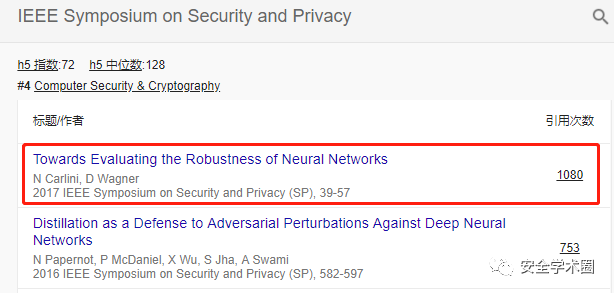 IEEE Symposium on Security and Privacy
h5 指数:72 h5 中位数:128
#4 Computer Security & Cryptography
标题/作者 引用次数
Towards Evaluating the Robustness of Neural Networks 1080
N Carlini, D Wagner
2017 IEEE Symposium on Security and Privacy (SP), 39-57
Distillation as a Defense to Adversarial Perturbations Against Deep Neural
Networks 753
N Papernot, P McDaniel, X Wu, S Jha, A Swami
2016 IEEE Symposium on Security and Privacy (SP), 582-597
安全学术圈